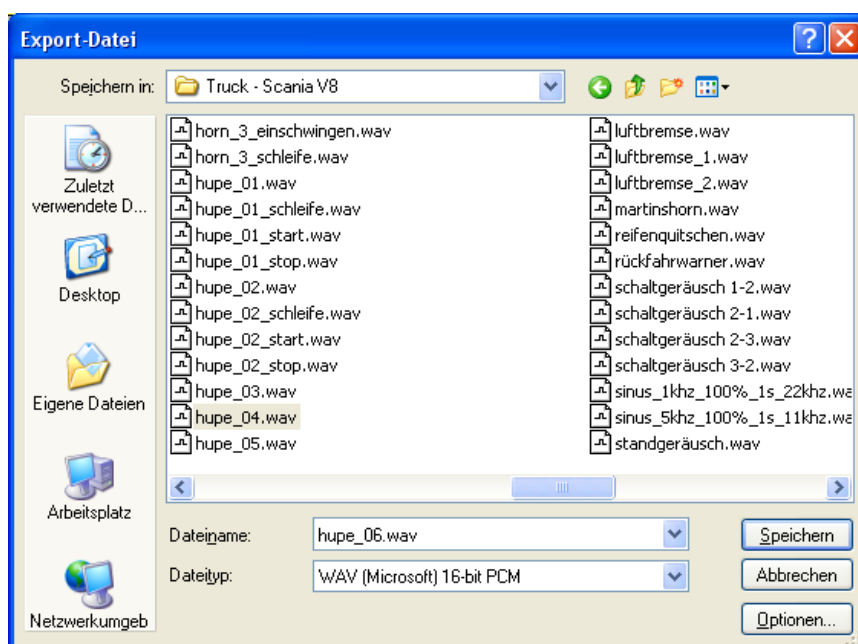 Export-Datei
Speichern in: Truck - Scania V8
Zuletzt
verwendete D...
Desktop
Eigene Dateien
Arbeitsplatz
Netzwerkumgeb
horn_3_einschwingen.wav
horn_3_schleife.wav
hupe_01.wav
hupe_01_schleife.wav
hupe_01_start.wav
hupe_01_stop.wav
hupe_02.wav
hupe_02_schleife.wav
hupe_02_start.wav
hupe_02_stop.wav
hupe_03.wav
hupe_04.wav
hupe_05.wav
luftbremse.wav
luftbremse_1.wav
luftbremse_2.wav
martinshorn.wav
reifenquitschen.wav
rückfahrwarner.wav
schaltgeräusch 1-2.wav
schaltgeräusch 2-1.wav
schaltgeräusch 2-3.wav
schaltgeräusch 3-2.wav
sinus_1khz_100%_1s_22khz.wa
sinus_5khz_100%_1s_11khz.wa
standgeräusch.wav
Dateiname: hupe_06.wav Speichern
Dateityp: WAV (Microsoft) 16-bit PCM Abbrechen
Optionen...